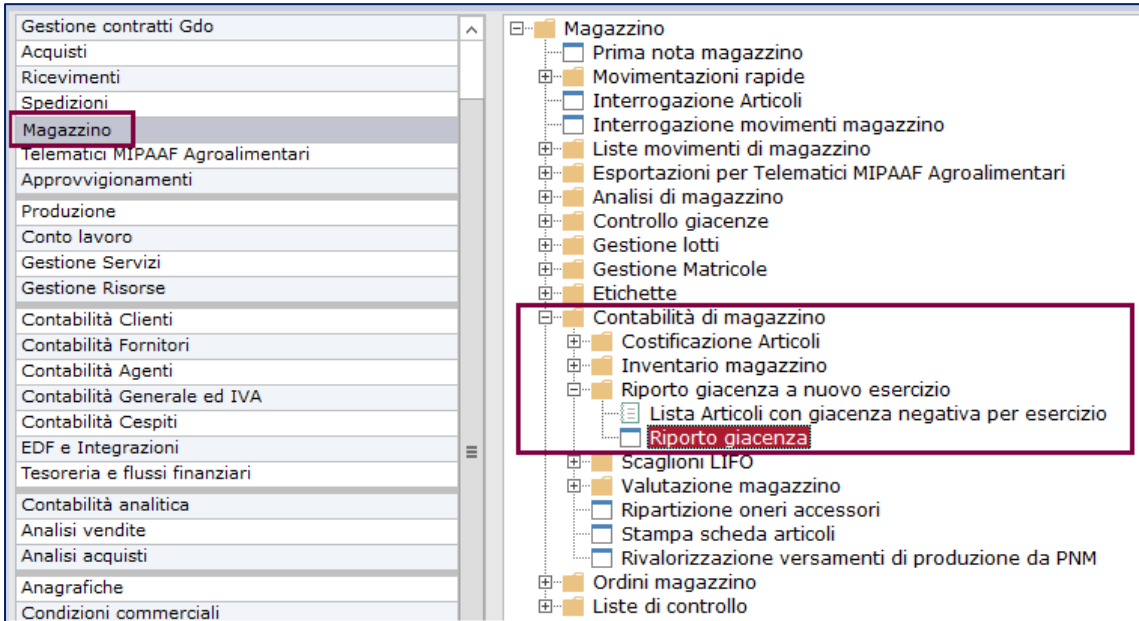 Gestione contratti Gdo
Acquisti
Ricevimenti
Spedizioni
Magazzino
Telematici MIPAAF Agroalimentari
Approvvigionamenti
Produzione
Conto lavoro
Gestione Servizi
Gestione Risorse
Contabilità Clienti
Contabilità Fornitori
Contabilità Agenti
Contabilità Generale ed IVA
Contabilità Cespiti
EDF e Integrazioni
Tesoreria e flussi finanziari
Contabilità analitica
Analisi vendite
Analisi acquisti
Anagrafiche
Condizioni commerciali
Magazzino
Prima nota magazzino
Movimentazioni rapide
Interrogazione Articoli
Interrogazione movimenti magazzino
Liste movimenti di magazzino
Esportazioni per Telematici MIPAAF Agroalimentari
Analisi di magazzino
Controllo giacenze
Gestione lotti
Gestione Matricole
Etichette
Contabilità di magazzino
Costificazione Articoli
Inventario magazzino
Riporto giacenza a nuovo esercizio
Lista Articoli con giacenza negativa per esercizio
Riporto giacenza
Scaglioni LIFO
Valutazione magazzino
Ripartizione oneri accessori
Stampa scheda articoli
Rivalorizzazione versamenti di produzione da PNM
Ordini magazzino
Liste di controllo